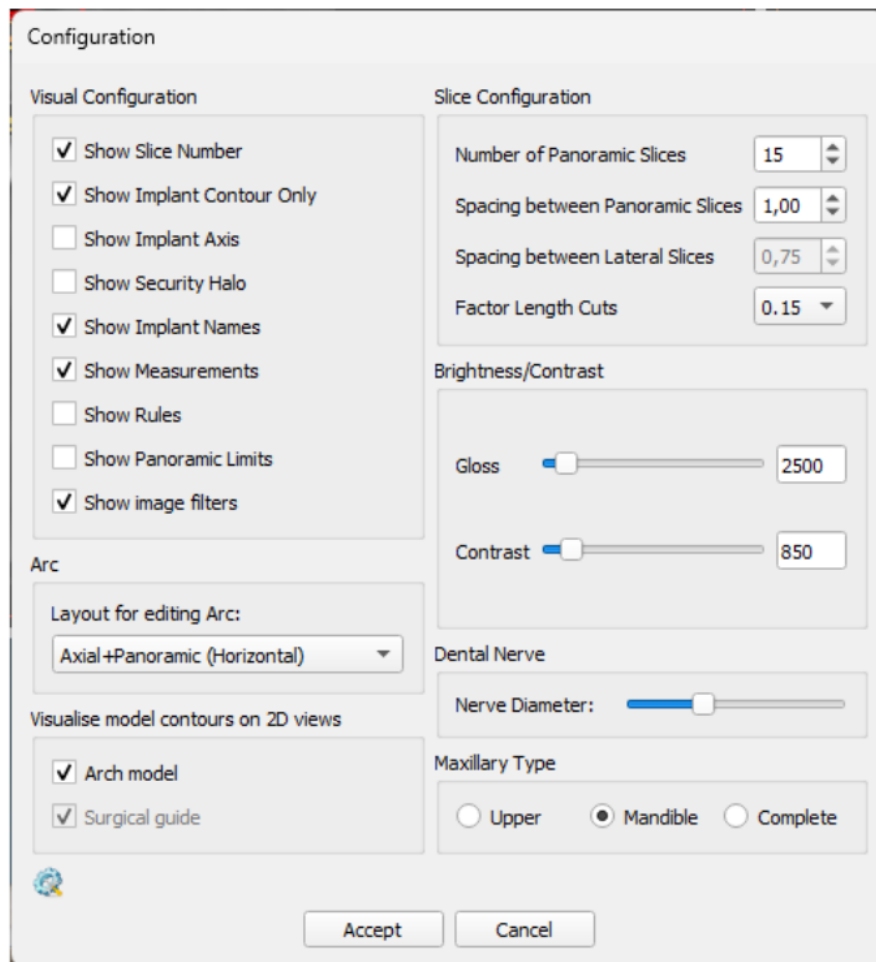 Configuration
Visual Configuration
Show Slice Number
Show Implant Contour Only
Show Implant Axis
Show Security Halo
Show Implant Names
Show Measurements
Show Rules
Show Panoramic Limits
Show image filters
Arc
Layout for editing Arc:
Axial+Panoramic (Horizontal)
Visualise model contours on 2D views
Arch model
Surgical guide
Slice Configuration
Number of Panoramic Slices 15
Spacing between Panoramic Slices 1,00
Spacing between Lateral Slices 0,75
Factor Length Cuts 0.15
Brightness/Contrast
Gloss 2500
Contrast 850
Dental Nerve
Nerve Diameter:
Maxillary Type
Upper Mandible Complete
Accept Cancel